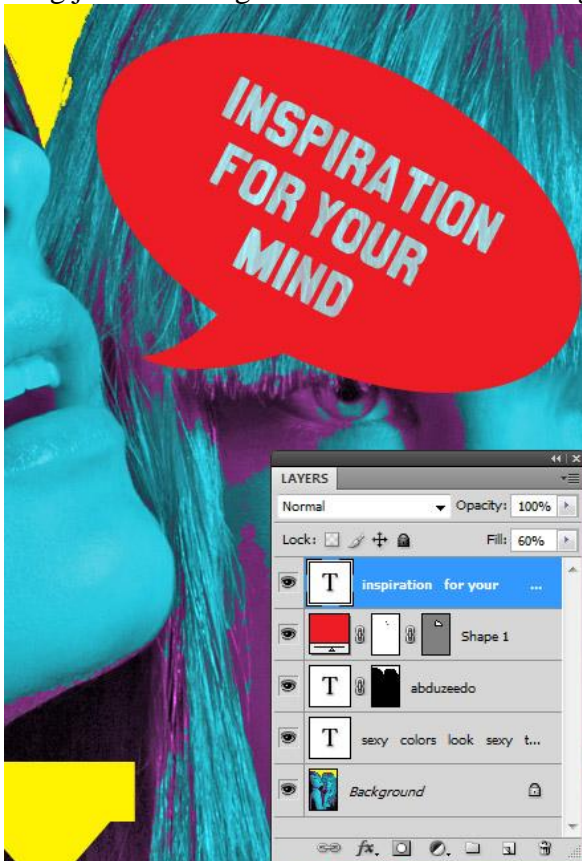 INSPIRATION
FOR YOUR
MIND
LAYERS
Normal Opacity: 100%
Lock: Fill: 60%
T inspiration for your ...
Shape 1
T abduzeedo
T sexy colors look sexy t...
Background
fx.